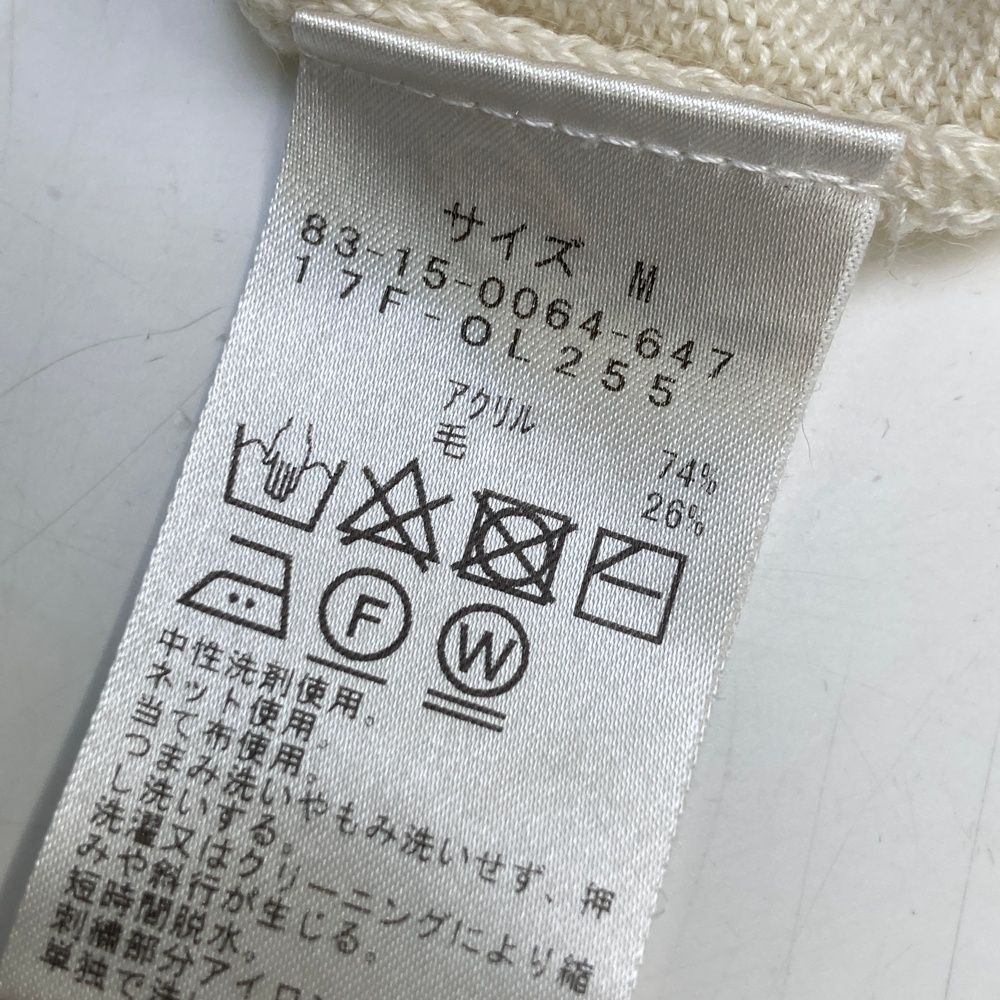 サイズ M
83-15-0064-647
17F-OL255
アクリル 74%
毛 26%
F W
中性洗剤使用。
ネット使用。
当て布使用。
つまみ洗いやもみ洗いせず、押
し洗いする。
洗濯又はクリーニングにより縮
みや斜行が生じる。
短時間脱水。
刺繍部分アイロン
単独で洗